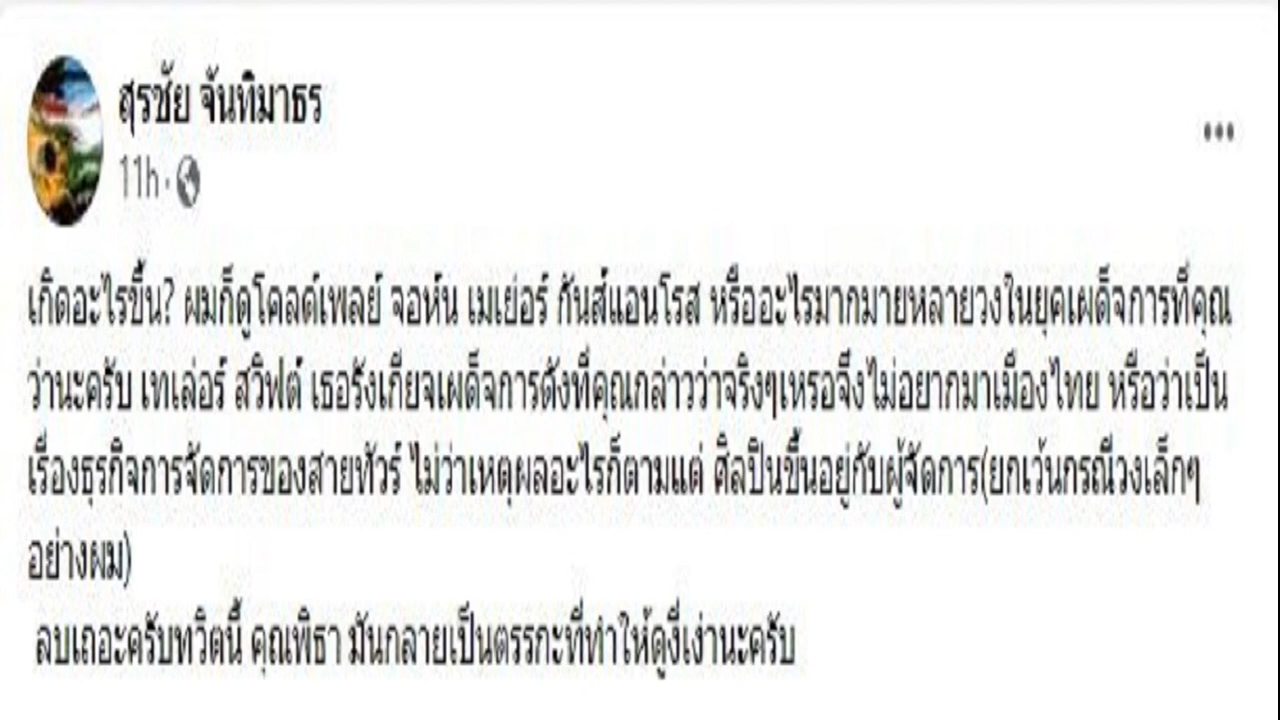 สุรชัย จันทิมาธร
11h ·
เกิดอะไรขึ้น? ผมก็ดูโคลด์เพลย์ จอห์น เมเย่อร์ กันส์แอนโรส หรืออะไรมากมายหลายวงในยุคเผด็จการที่คุณ
ว่านะครับ เทเล่อร์ สวิฟต์ เธอรังเกียจเผด็จการดังที่คุณกล่าวว่าจริงๆเหรอจึงไม่อยากมาเมืองไทย หรือว่าเป็น
เรื่องธุรกิจการจัดการของสายทัวร์ ไม่ว่าเหตุผลอะไรก็ตามแต่ ศิลปินขึ้นอยู่กับผู้จัดการ(ยกเว้นกรณีวงเล็กๆ
อย่างผม)
ลบเถอะครับทวิตนี้ คุณพิธา มันกลายเป็นตรรกะที่ทำให้ดูงี่เง่านะครับ